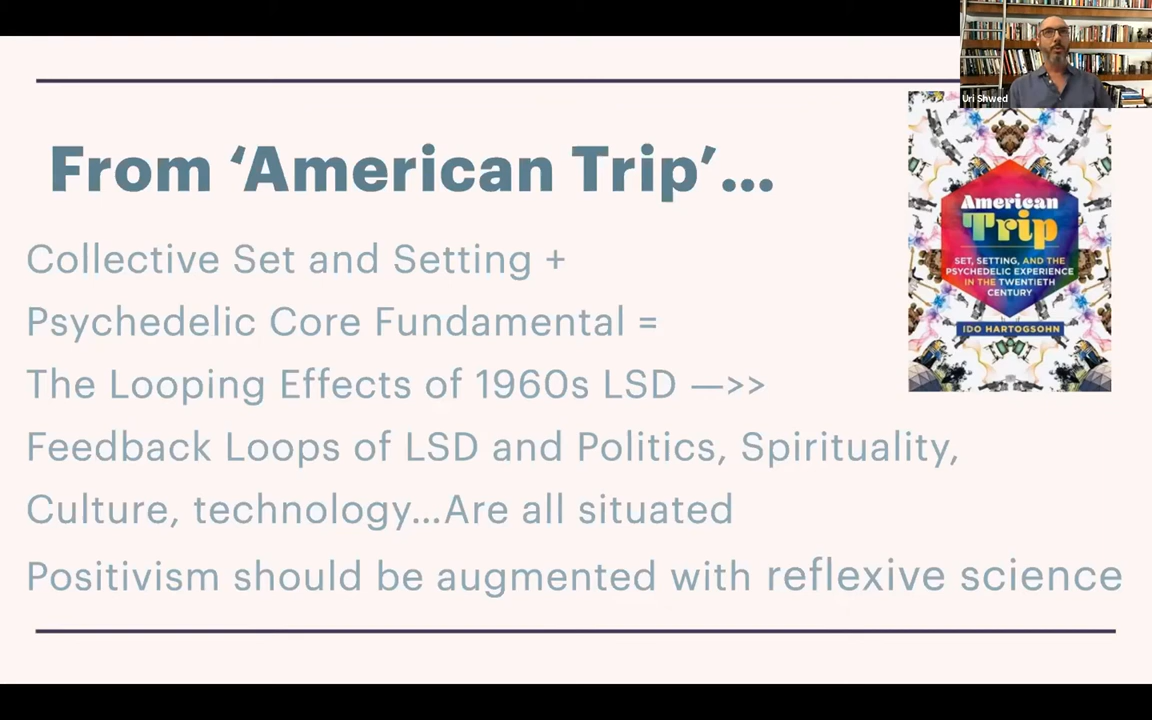 Uri Shwed
From ‘American Trip’...
Collective Set and Setting +
Psychedelic Core Fundamental =
The Looping Effects of 1960s LSD —>>
Feedback Loops of LSD and Politics, Spirituality,
Culture, technology...Are all situated
Positivism should be augmented with reflexive science
American
Trip
SET, SETTING, AND THE
PSYCHEDELIC EXPERIENCE
IN THE TWENTIETH
CENTURY
IDO HARTOGSOHN